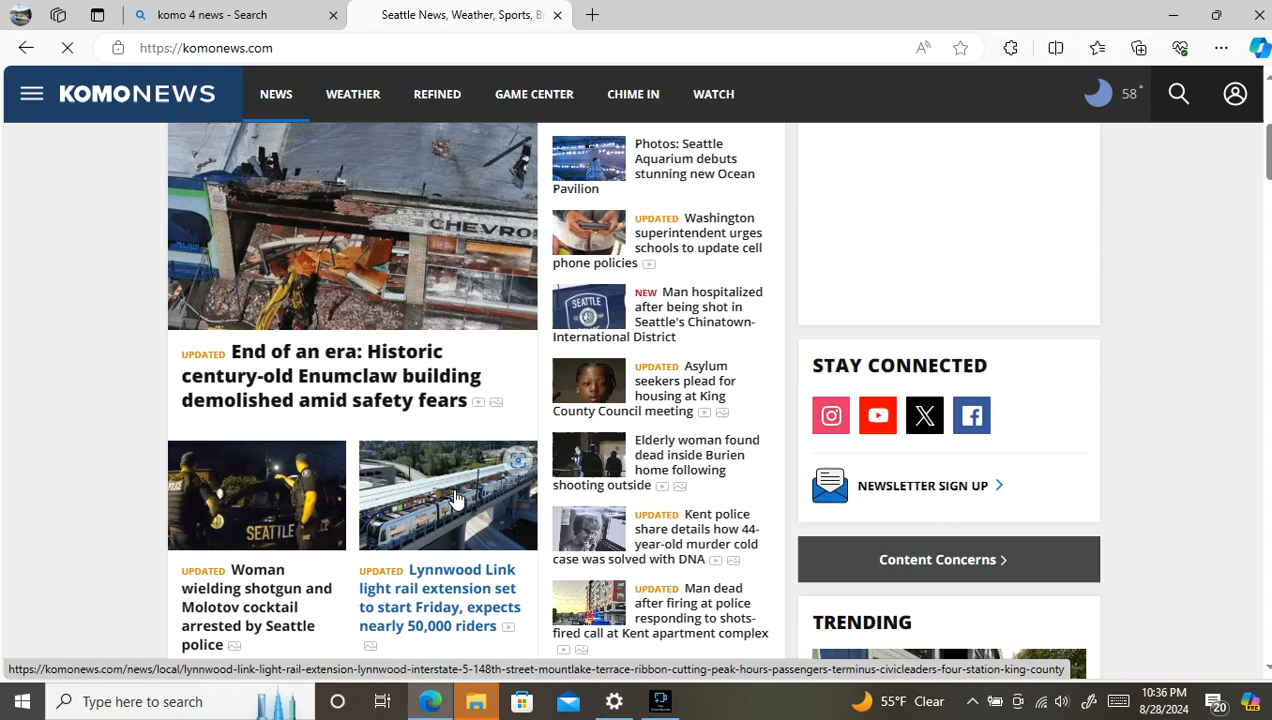 komo 4 news - Search
Seattle News, Weather, Sports, Br
https://komonews.com
KOMONEWS
NEWS
WEATHER
REFINED
GAME CENTER
CHIME IN
WATCH
58°
CHEVRO
UPDATED End of an era: Historic
century-old Enumclaw building
demolished amid safety fears
SEATTLE
UPDATED Woman
wielding shotgun and
Molotov cocktail
arrested by Seattle
police
UPDATED Lynnwood Link
light rail extension set
to start Friday, expects
nearly 50,000 riders
Photos: Seattle
Aquarium debuts
stunning new Ocean
Pavilion
UPDATED Washington
superintendent urges
schools to update cell
phone policies
SEATTLE
NEW Man hospitalized
after being shot in
Seattle's Chinatown-
International District
UPDATED Asylum
seekers plead for
housing at King
County Council meeting
Elderly woman found
dead inside Burien
home following
shooting outside
UPDATED Kent police
share details how 44-
year-old murder cold
case was solved with DNA
UPDATED Man dead
after firing at police
responding to shots-
fired call at Kent apartment complex
STAY CONNECTED
NEWSLETTER SIGN UP
Content Concerns
TRENDING
https://komonews.com/news/local/lynnwood-link-light-rail-extension-lynnwood-interstate-5-148th-street-mountlake-terrace-ribbon-cutting-peak-hours-passengers-terminus-civicleaders-four-station-king-county
Type here to search
55°F Clear
10:36 PM
8/28/2024
20
PRE